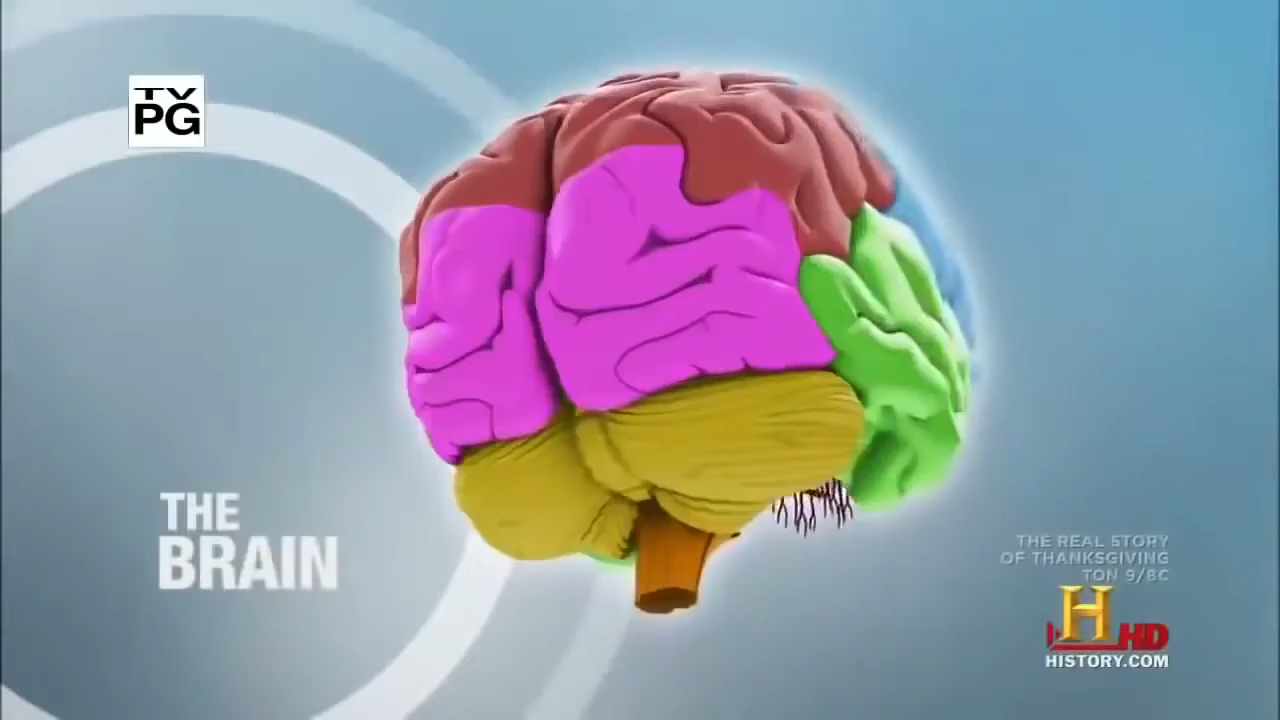 TV
PG
THE
BRAIN
THE REAL STORY
OF THANKSGIVING
TON 9/8C
H HD
HISTORY.COM